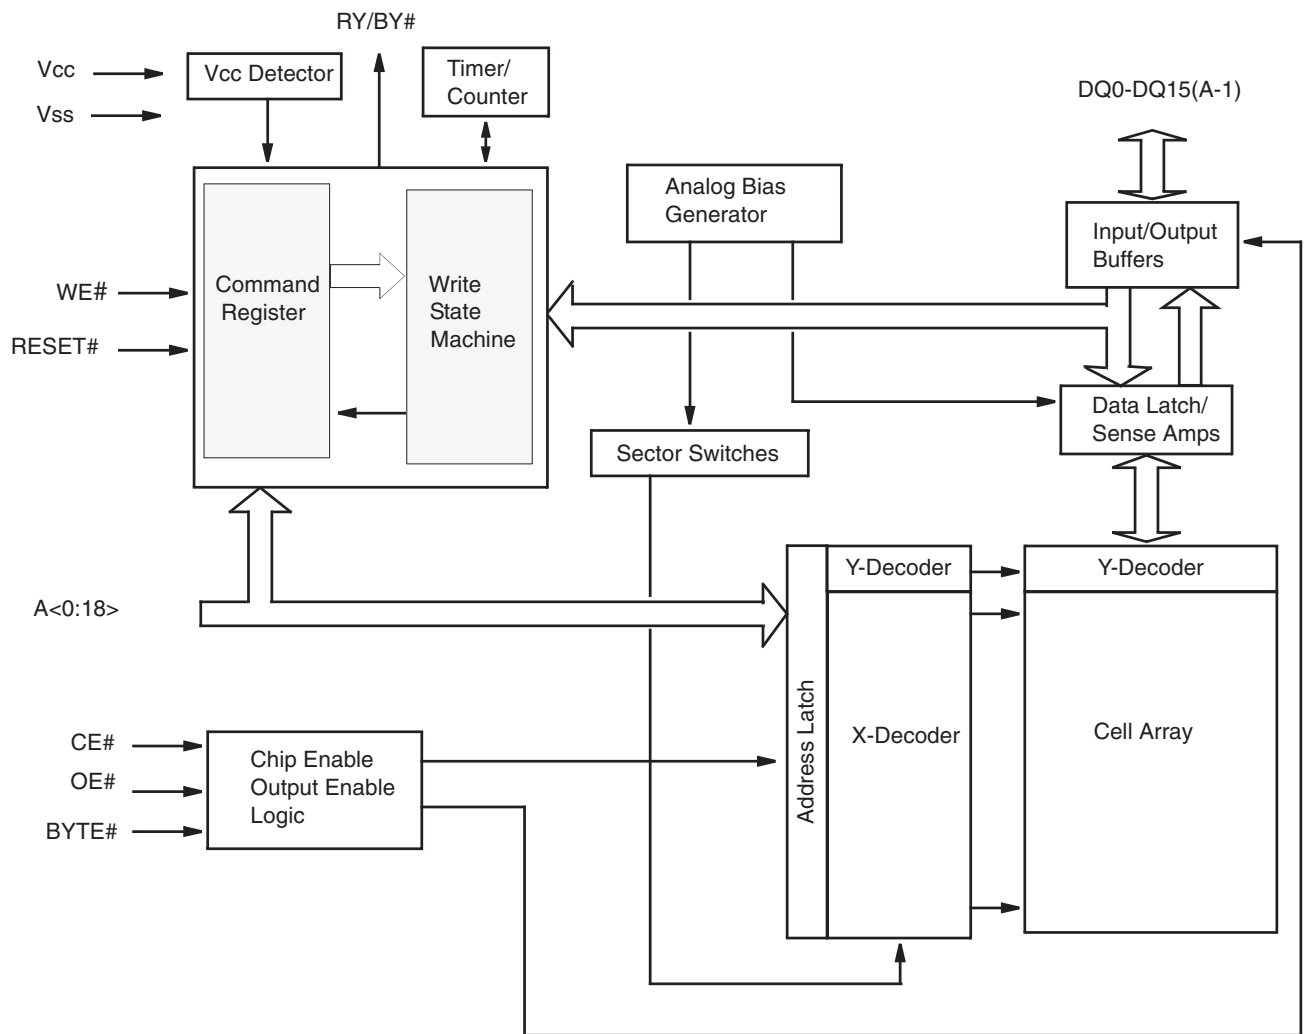 RY/BY#
Vcc
Vss
Vcc Detector
Timer/
Counter
DQ0-DQ15(A-1)
Analog Bias
Generator
Input/Output
Buffers
WE#
RESET#
Command
Register
Write
State
Machine
Data Latch/
Sense Amps
Sector Switches
A<0:18>
Y-Decoder
Y-Decoder
Address Latch
X-Decoder
Cell Array
CE#
OE#
BYTE#
Chip Enable
Output Enable
Logic